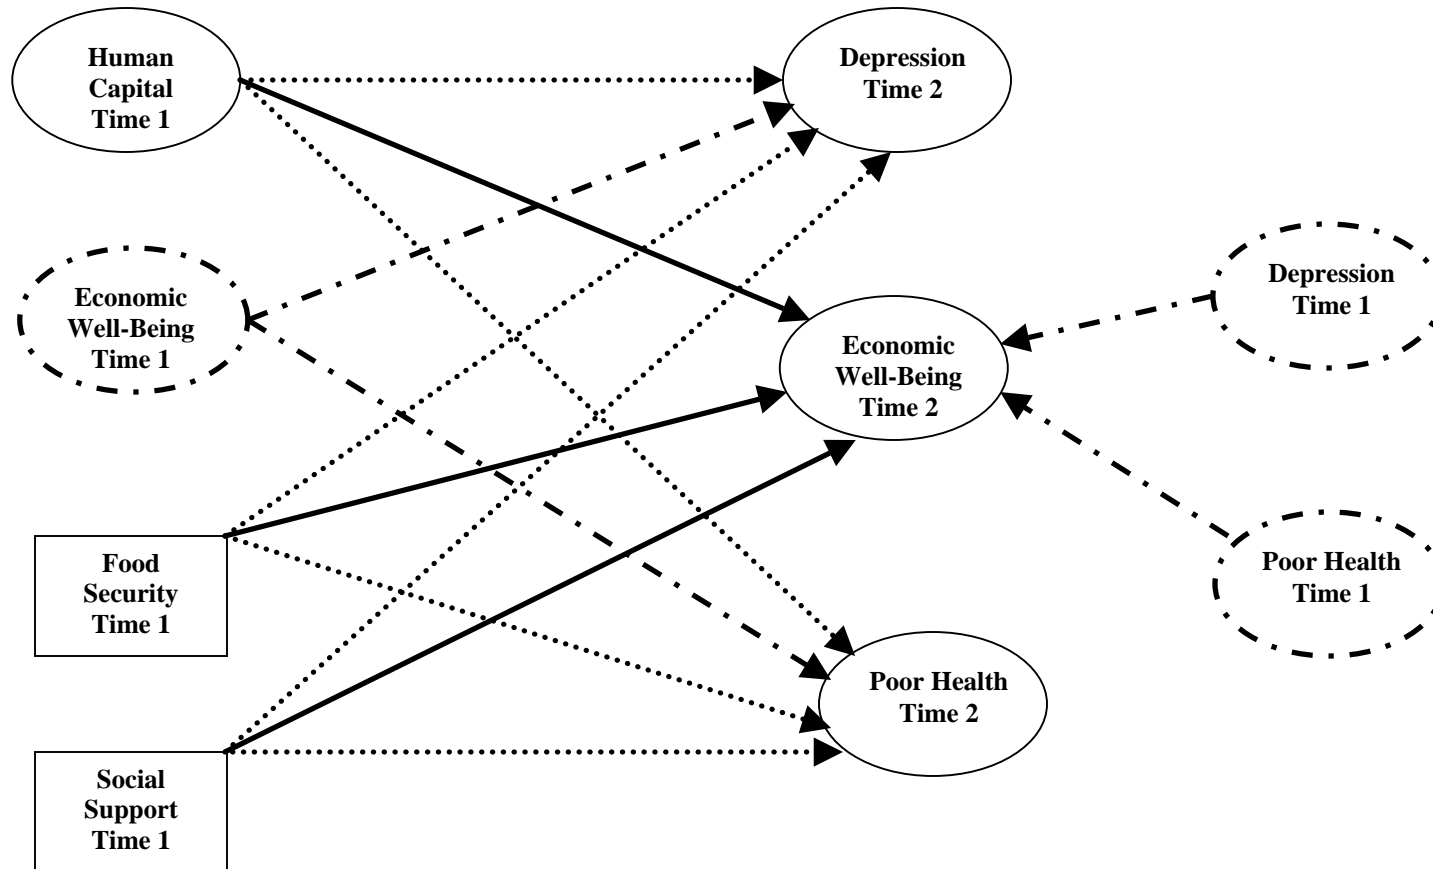 Human
Capital
Time 1
Depression
Time 2
Economic
Well-Being
Time 1
Depression
Time 1
Economic
Well-Being
Time 2
Food
Security
Time 1
Poor Health
Time 1
Poor Health
Time 2
Social
Support
Time 1